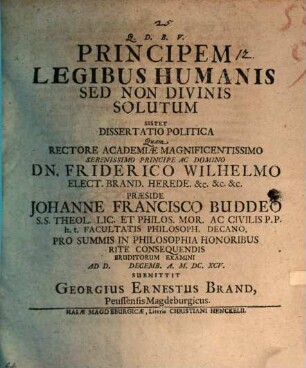 Q. D. B. V.
PRINCIPEM
LEGIBUS HUMANIS
SED NON DIVINIS
SOLUTUM
SISTET
DISSERTATIO POLITICA
Quam
RECTORE ACADEMIÆ MAGNIFICENTISSIMO
SERENISSIMO PRINCIPE AC DOMINO
DN. FRIDERICO WILHELMO
ELECT. BRAND. HEREDE. &c. &c. &c.
PRÆSIDE
JOHANNE FRANCISCO BUDDEO
S.S. THEOL. LIC. ET PHILOS. MOR. AC CIVILIS P.P.
h. t. FACULTATIS PHILOSOPH. DECANO,
PRO SUMMIS IN PHILOSOPHIA HONORIBUS
RITE CONSEQUENDIS
ERUDITORUM EXAMINI
AD D. DECEMB. A. M. DC. XCV.
SUBMITTIT
GEORGIUS ERNESTUS BRAND,
Peussensis Magdeburgicus.
HALÆ MAGDEBURGICÆ, Literis CHRISTIANI HENCKELII.